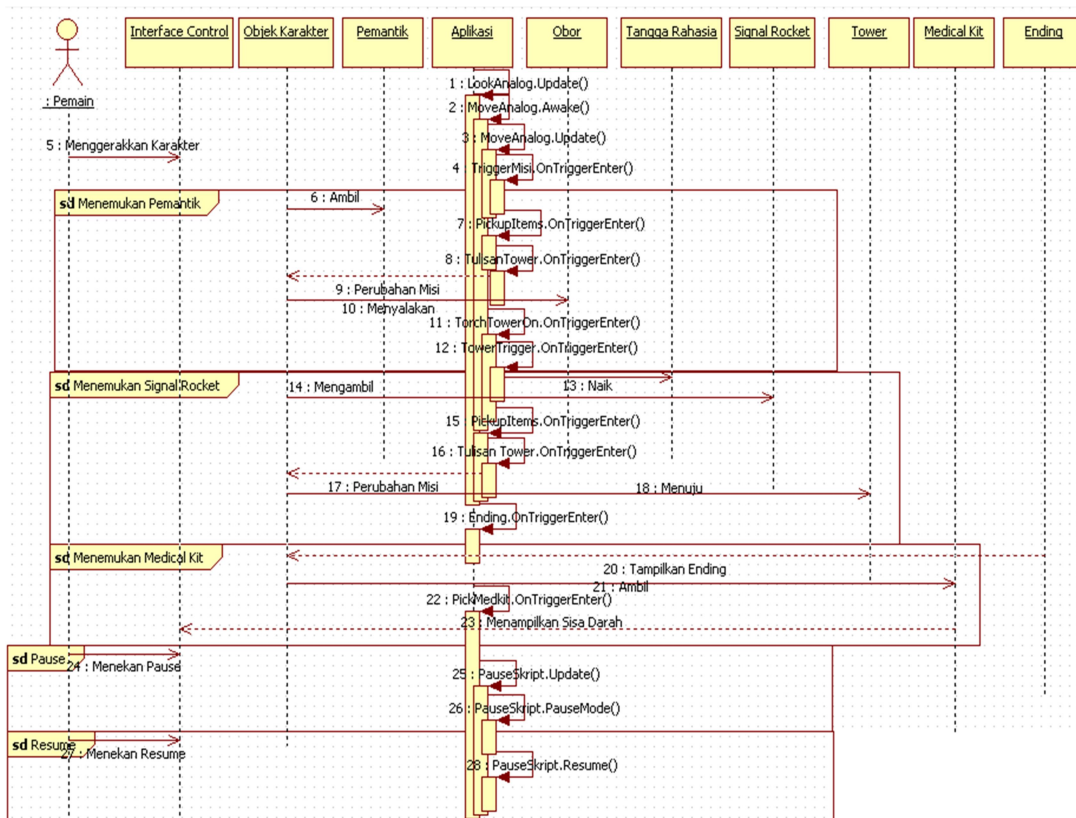 Interface Control
Objek Karakter
Pemantik
Aplikasi
Obor
Tangga Rahasia
Signal Rocket
Tower
Medical Kit
Ending
: Pemain
1 : LookAnalog.Update()
2 : MoveAnalog.Awake()
3 : MoveAnalog.Update()
5 : Menggerakkan Karakter
4 : TriggerMisi.OnTriggerEnter()
sd Menemukan Pemantik
6 : Ambil
7 : PickupItems.OnTriggerEnter()
8 : TulisanTower.OnTriggerEnter()
9 : Perubahan Misi
10 : Menyalakan
11 : TorchTowerOn.OnTriggerEnter()
12 : TowerTrigger.OnTriggerEnter()
sd Menemukan Signal Rocket
14 : Mengambil
13 : Naik
15 : PickupItems.OnTriggerEnter()
16 : Tulisan Tower.OnTriggerEnter()
17 : Perubahan Misi
18 : Menuju
19 : Ending.OnTriggerEnter()
sd Menemukan Medical Kit
20 : Tampilkan Ending
21 : Ambil
22 : PickMedkit.OnTriggerEnter()
23 : Menampilkan Sisa Darah
sd Pause
24 : Menekan Pause
25 : PauseSkript.Update()
26 : PauseSkript.PauseMode()
sd Resume
27 : Menekan Resume
28 : PauseSkript.Resume()